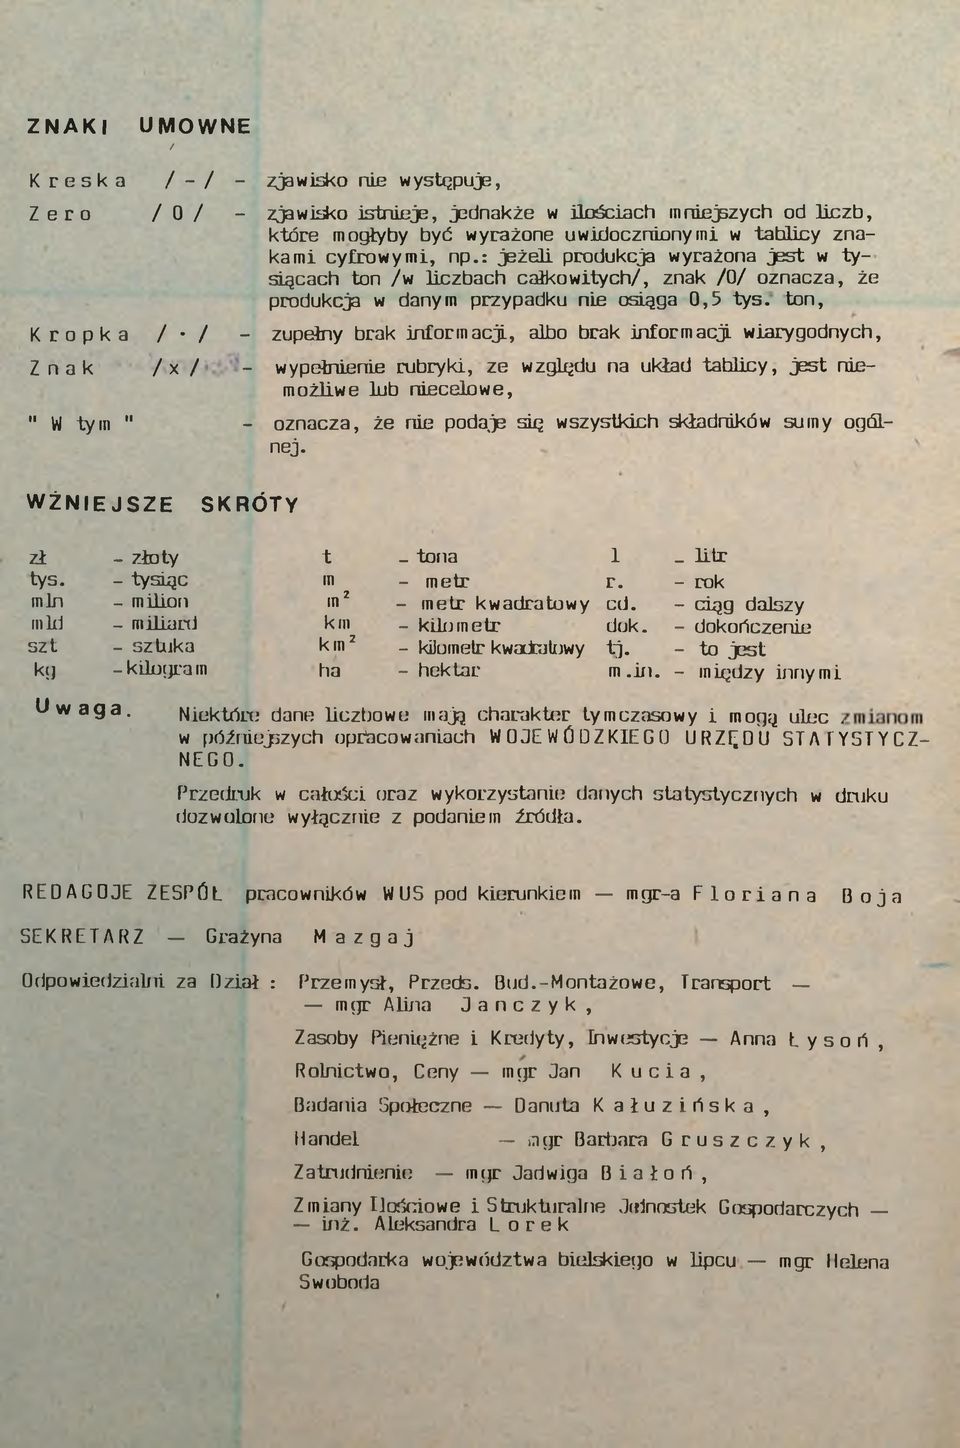 ZNAKI UMOWNE
Kreska /-/ - zjawisko nie występuje,
Zero /0/ - zjawisko istnieje, jednakże w ilościach mniejszych od liczb,
które mogłyby być wyrażone uwidocznionymi w tablicy zna-
kami cyfrowymi, np.: jeżeli produkcja wyrażona jest w ty-
siącach ton /w liczbach całkowitych/, znak /0/ oznacza, że
produkcja w danym przypadku nie osiąga 0,5 tys. ton,
Kropka /·/ - zupełny brak informacji, albo brak informacji wiarygodnych,
Znak /x/ - wypełnienie rubryki, ze względu na układ tablicy, jest nie-
możliwe lub niecelowe,
" W tym " - oznacza, że nie podaje się wszystkich składników sumy ogól-
nej.
WŻNIEJSZE SKRÓTY
zł - złoty t - tona l - litr
tys. - tysiąc m - metr r. - rok
mln - milion m² - metr kwadratowy cd. - ciąg dalszy
mld - miliard km - kilometr dok. - dokończenie
szt - sztuka km² - kilometr kwadratowy tj. - to jest
kg - kilogram ha - hektar m.in. - między innymi
Uwaga. Niektóre dane liczbowe mają charakter tymczasowy i mogą ulec zmianom
w późniejszych opracowaniach WOJEWÓDZKIEGO URZĘDU STATYSTYCZ-
NEGO.
Przedruk w całości oraz wykorzystanie danych statystycznych w druku
dozwolone wyłącznie z podaniem źródła.
REDAGUJE ZESPÓŁ pracowników WUS pod kierunkiem — mgr-a Floriana Boja
SEKRETARZ — Grażyna Mazgaj
Odpowiedzialni za Dział : Przemysł, Przeds. Bud.-Montażowe, Transport —
— mgr Alina Janczyk,
Zasoby Pieniężne i Kredyty, Inwestycje — Anna Łysoń,
Rolnictwo, Ceny — mgr Jan Kucia,
Badania Społeczne — Danuta Kałuzińska,
Handel — mgr Barbara Gruszczyk,
Zatrudnienie — mgr Jadwiga Białoń,
Zmiany Ilościowe i Strukturalne Jednostek Gospodarczych —
— inż. Aleksandra Lorek
Gospodarka województwa bielskiego w lipcu — mgr Helena
Swoboda